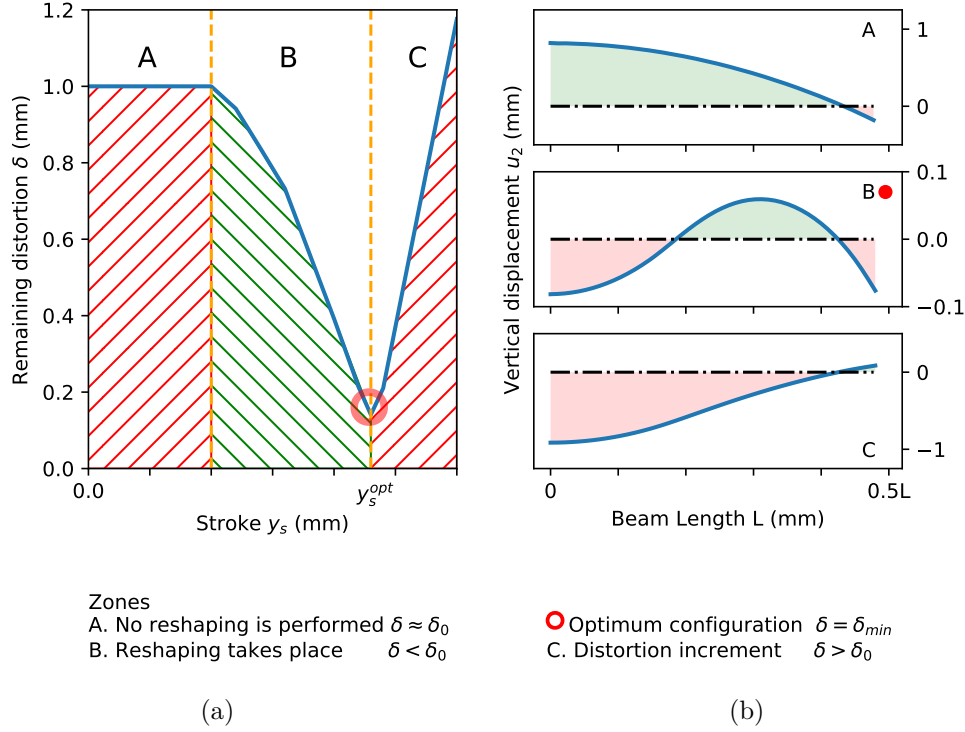 1.2
1.0
0.8
0.6
0.4
0.2
0.0
Remaining distortion δ (mm)
A
B
C
0.0
y_s^{opt}
Stroke y_s (mm)
A
1
0
B
0.1
0.0
−0.1
C
0
−1
Vertical displacement u_2 (mm)
0
0.5L
Beam Length L (mm)
Zones
A. No reshaping is performed δ ≈ δ_0
B. Reshaping takes place δ < δ_0
Optimum configuration δ = δ_{min}
C. Distortion increment δ > δ_0
(a)
(b)